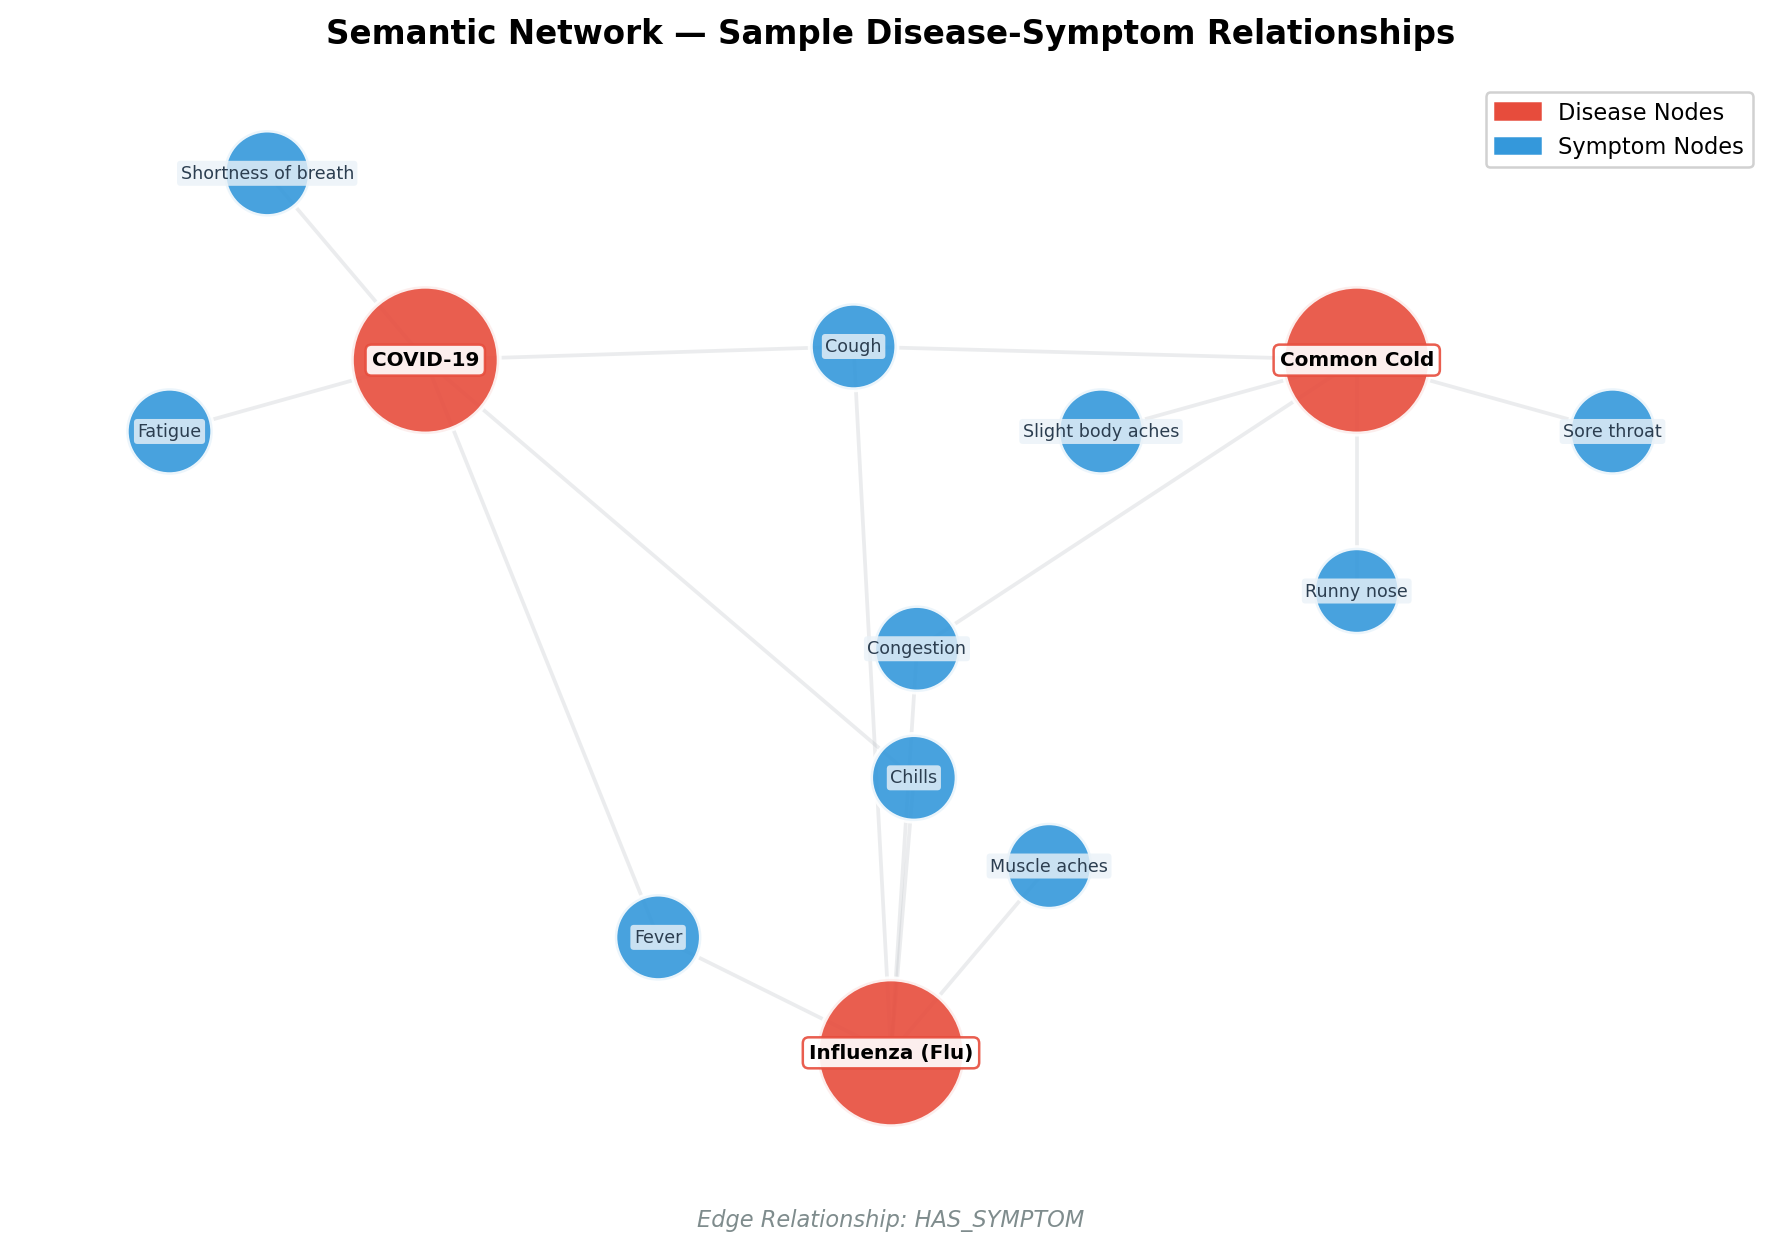 Semantic Network — Sample Disease-Symptom Relationships
Disease Nodes
Symptom Nodes
Shortness of breath
COVID-19
Cough
Common Cold
Fatigue
Slight body aches
Sore throat
Runny nose
Congestion
Chills
Muscle aches
Fever
Influenza (Flu)
Edge Relationship: HAS_SYMPTOM